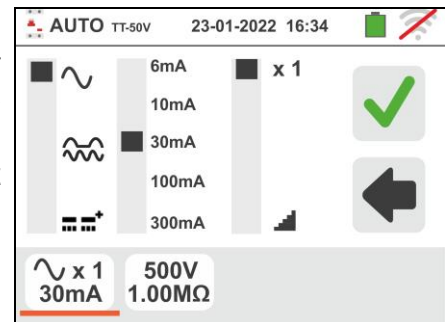 AUTO TT-50V 23-01-2022 16:34
6mA x 1
10mA
30mA
100mA
300mA
x 1 500V
30mA 1.00MΩ